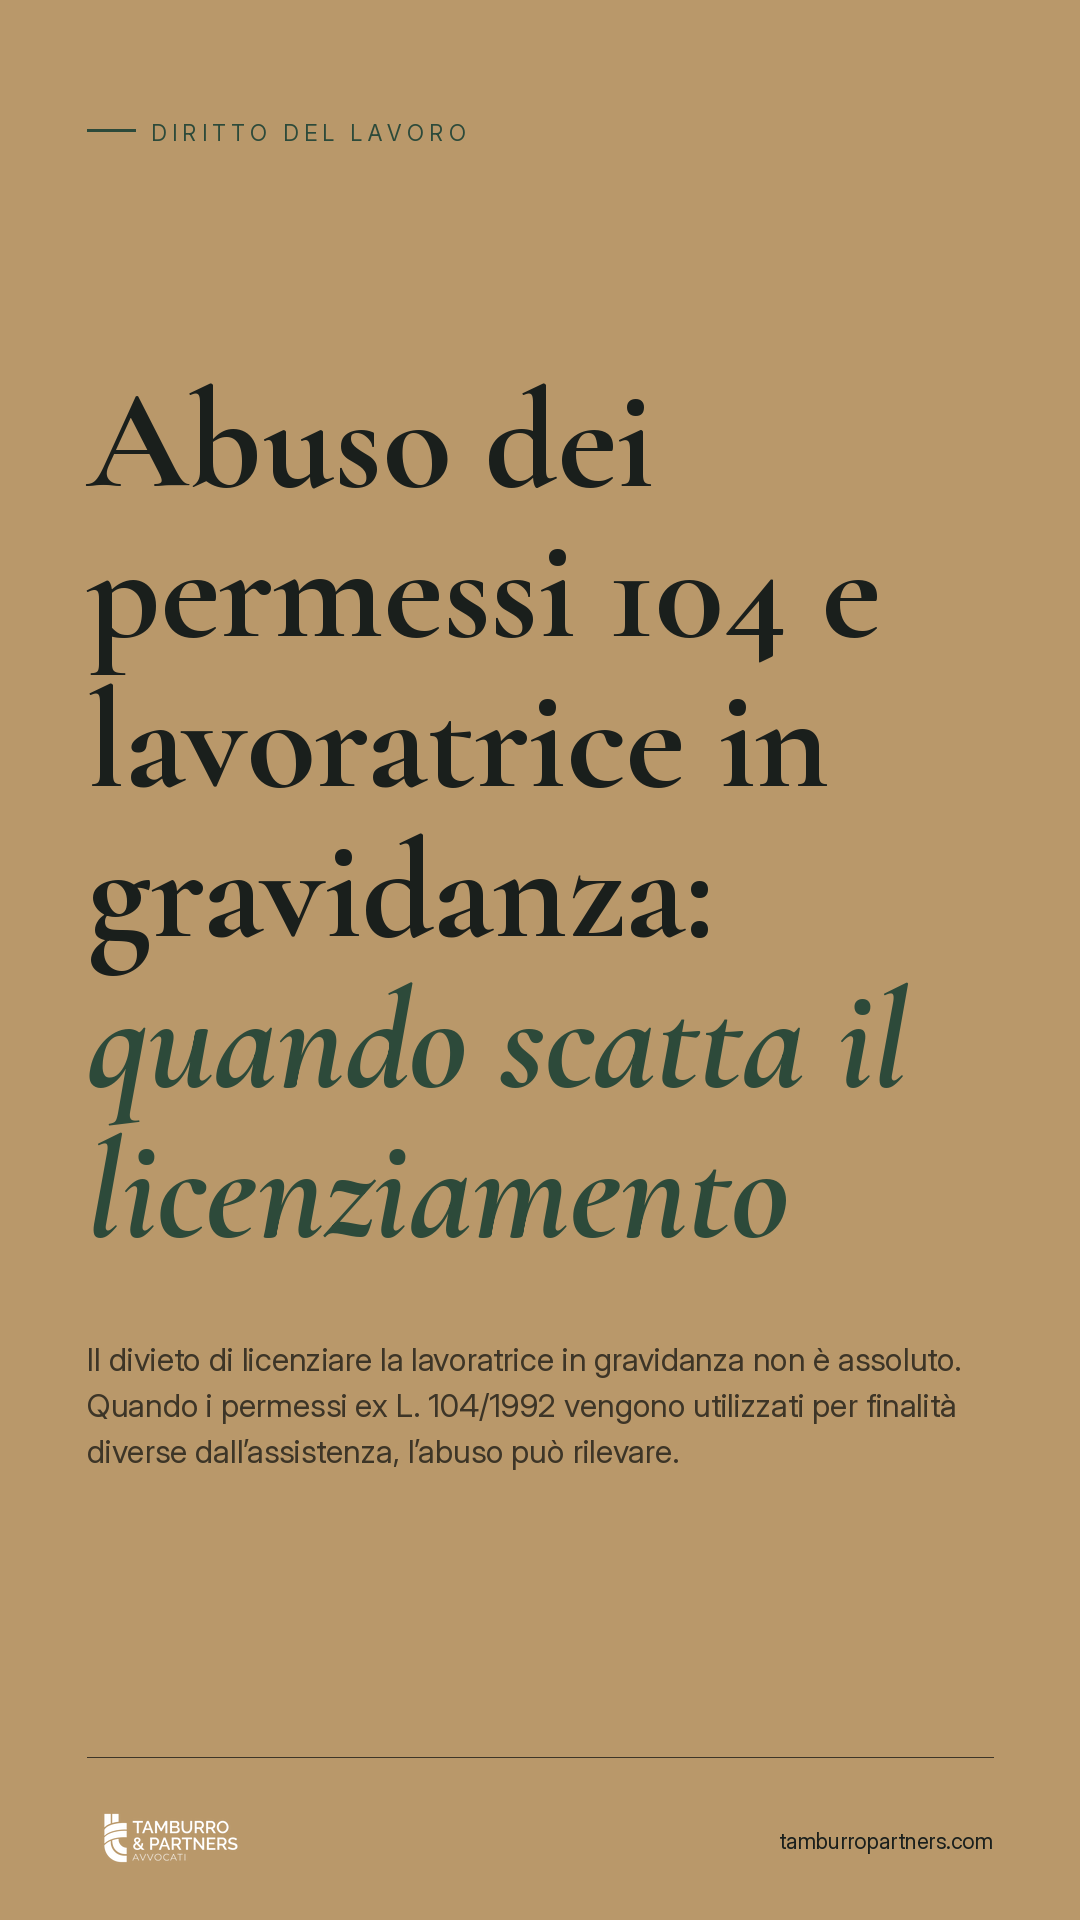 DIRITTO DEL LAVORO
Abuso dei
permessi 104 e
lavoratrice in
gravidanza:
quando scatta il
licenziamento
Il divieto di licenziare la lavoratrice in gravidanza non è assoluto.
Quando i permessi ex L. 104/1992 vengono utilizzati per finalità
diverse dall’assistenza, l’abuso può rilevare.
TAMBURRO
& PARTNERS
AVVOCATI
tamburropartners.com